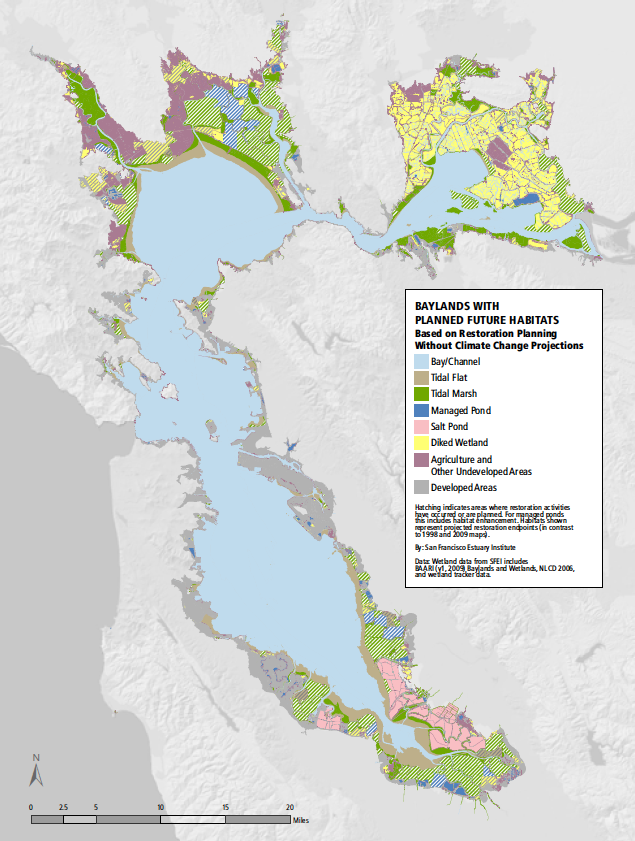 BAYLANDS WITH
PLANNED FUTURE HABITATS
Based on Restoration Planning
Without Climate Change Projections
Bay/Channel
Tidal Flat
Tidal Marsh
Managed Pond
Salt Pond
Diked Wetland
Agriculture and
Other Undeveloped Areas
Developed Areas
Hatching indicates areas where restoration activities
have occurred or are planned. For managed ponds
this includes habitat enhancement. Habitats shown
represent projected restoration endpoints (in contrast
to 1998 and 2009 maps).
By: San Francisco Estuary Institute
Data: Wetland data from SFEI includes
BAARI (v1, 2009), Baylands and Wetlands, NLCD 2006,
and wetland tracker data.
N
0 2.5 5 10 15 20
Miles